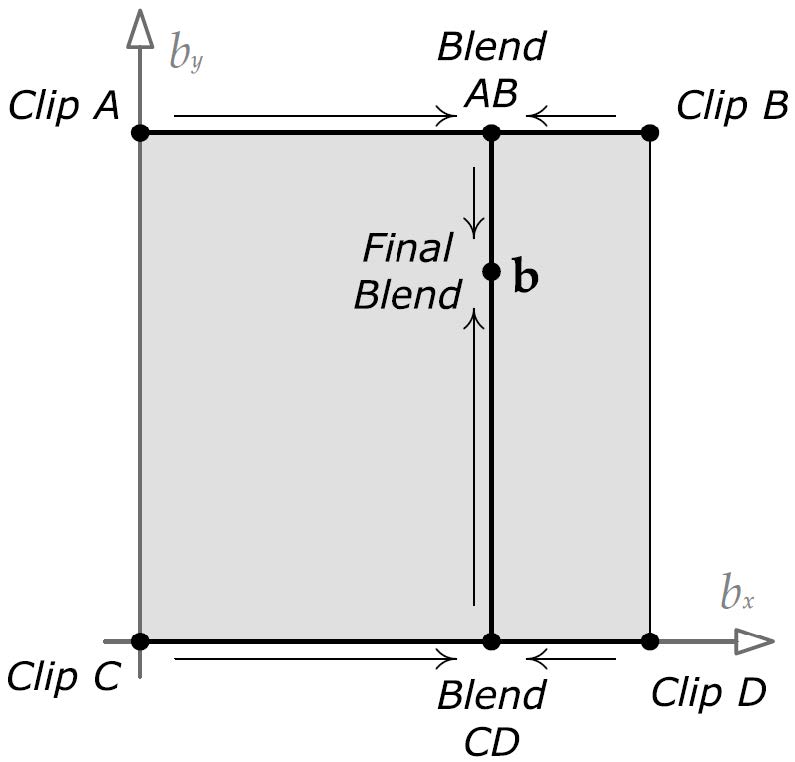 b_y
Blend
AB
Clip A
Clip B
Final
Blend
b
b_x
Clip C
Clip D
Blend
CD